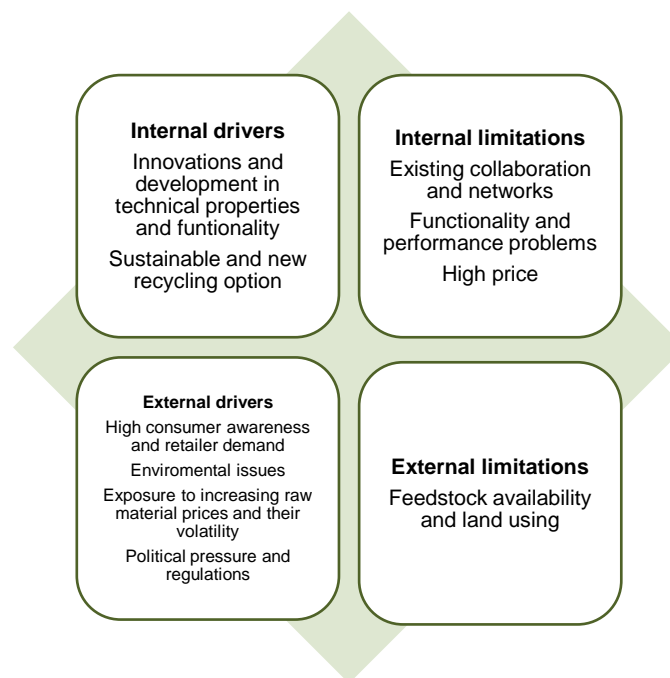 Internal drivers
Innovations and
development in
technical properties
and funtionality
Sustainable and new
recycling option
Internal limitations
Existing collaboration
and networks
Functionality and
performance problems
High price
External drivers
High consumer awareness
and retailer demand
Enviromental issues
Exposure to increasing raw
material prices and their
volatility
Political pressure and
regulations
External limitations
Feedstock availability
and land using